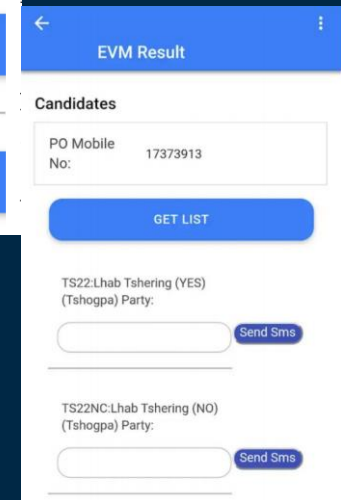 EVM Result
Candidates
PO Mobile
No:
17373913
GET LIST
TS22:Lhab Tshering (YES)
(Tshogpa) Party:
Send Sms
TS22NC:Lhab Tshering (NO)
(Tshogpa) Party:
Send Sms